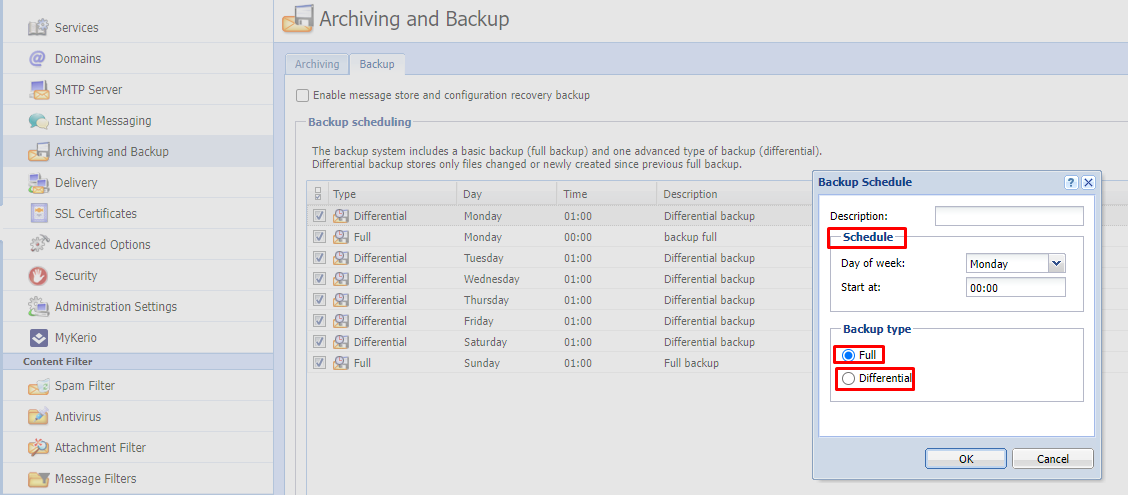 Services
Domains
SMTP Server
Instant Messaging
Archiving and Backup
Delivery
SSL Certificates
Advanced Options
Security
Administration Settings
MyKerio
Content Filter
Spam Filter
Antivirus
Attachment Filter
Message Filters
Archiving and Backup
Archiving Backup
Enable message store and configuration recovery backup
Backup scheduling
The backup system includes a basic backup (full backup) and one advanced type of backup (differential).
Differential backup stores only files changed or newly created since previous full backup.
Type Day Time Description
Differential Monday 01:00 Differential backup
Full Monday 00:00 backup full
Differential Tuesday 01:00 Differential backup
Differential Wednesday 01:00 Differential backup
Differential Thursday 01:00 Differential backup
Differential Friday 01:00 Differential backup
Differential Saturday 01:00 Differential backup
Full Sunday 01:00 Full backup
Backup Schedule
Description:
Schedule
Day of week: Monday
Start at: 00:00
Backup type
Full
Differential
OK Cancel